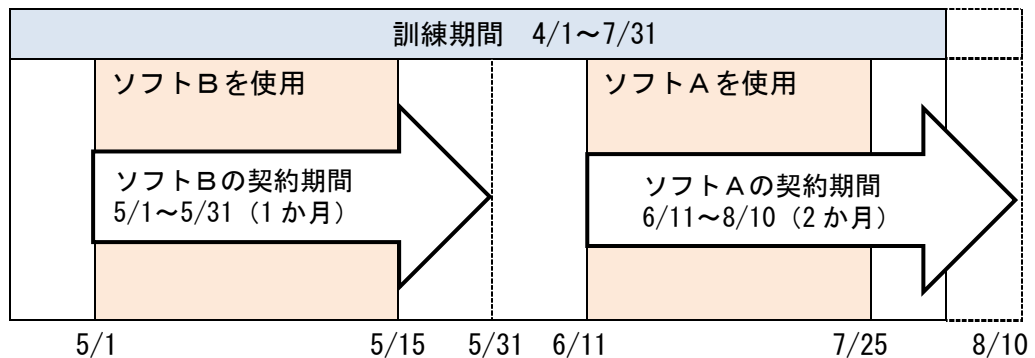 訓練期間 4/1～7/31
ソフトBを使用
ソフトAを使用
ソフトBの契約期間
5/1～5/31（1か月）
ソフトAの契約期間
6/11～8/10（2か月）
5/1 5/15 5/31 6/11 7/25 8/10